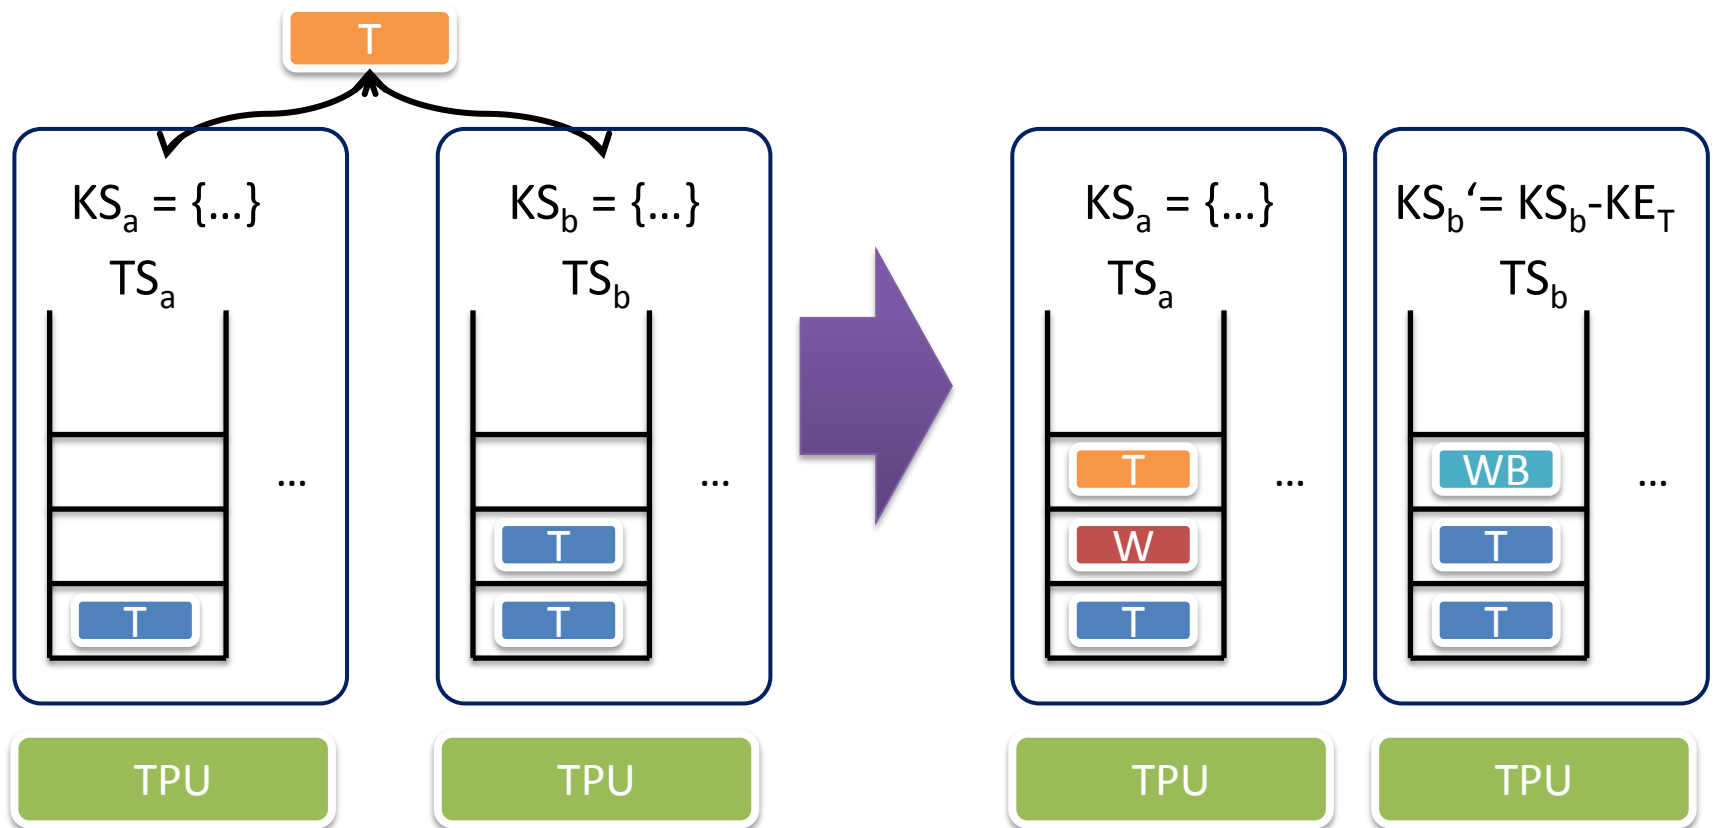 T
KSa = {...}
TSa
...
T
TPU
KSb = {...}
TSb
...
T
T
TPU
KSa = {...}
TSa
T
...
W
T
TPU
KSb‘= KSb-KET
TSb
WB
...
T
T
TPU